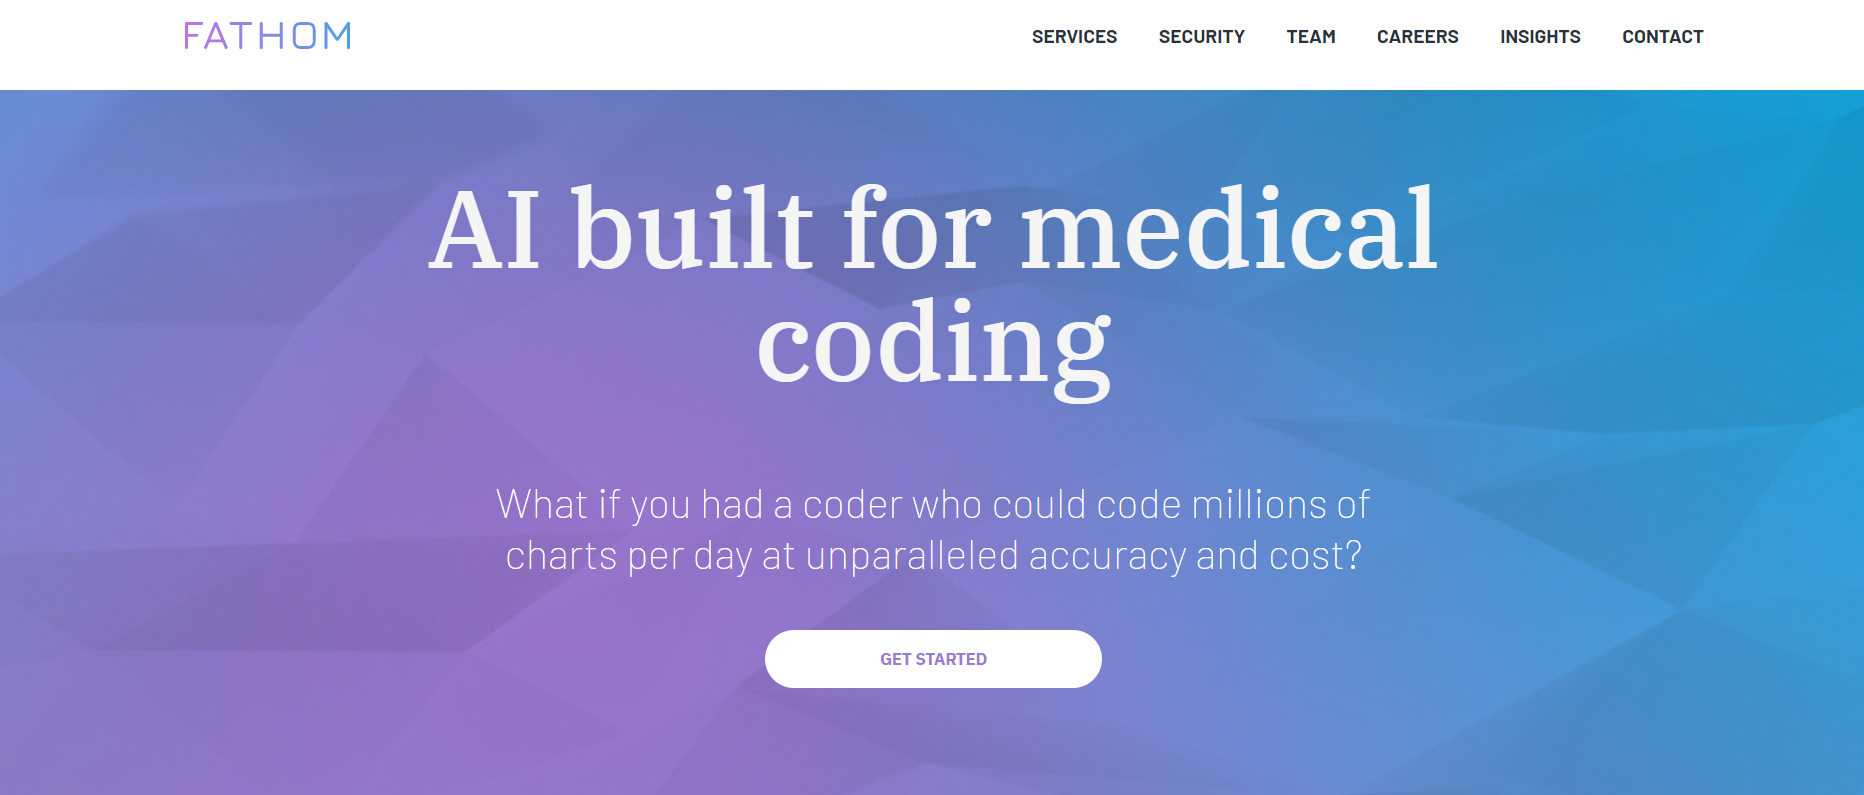 FATHOM SERVICES SECURITY TEAM CAREERS INSIGHTS CONTACT
AI built for medical
coding
What if you had a coder who could code millions of
charts per day at unparalleled accuracy and cost?
GET STARTED